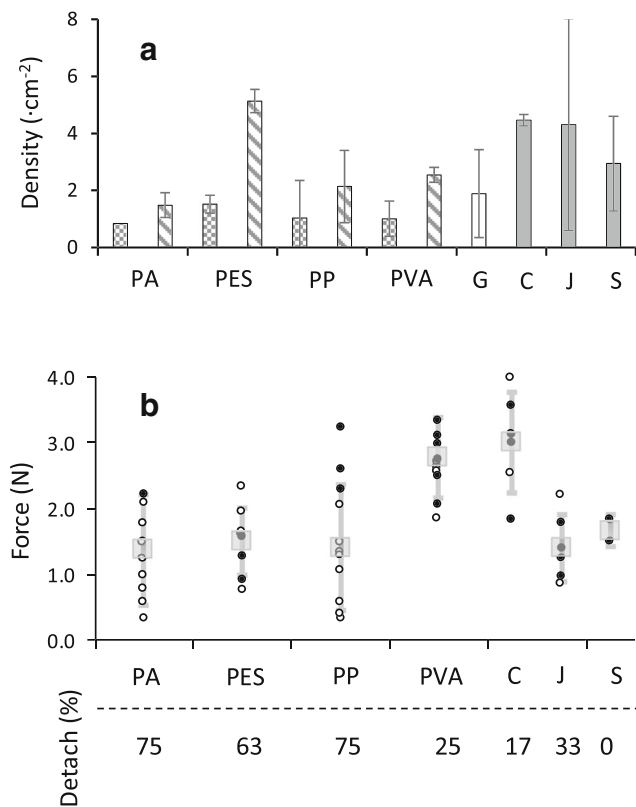 a
Density (·cm-2)
8
6
4
2
0
PA PES PP PVA G C J S
b
Force (N)
4.0
3.0
2.0
1.0
0.0
PA PES PP PVA C J S
Detach (%)
75 63 75 25 17 33 0